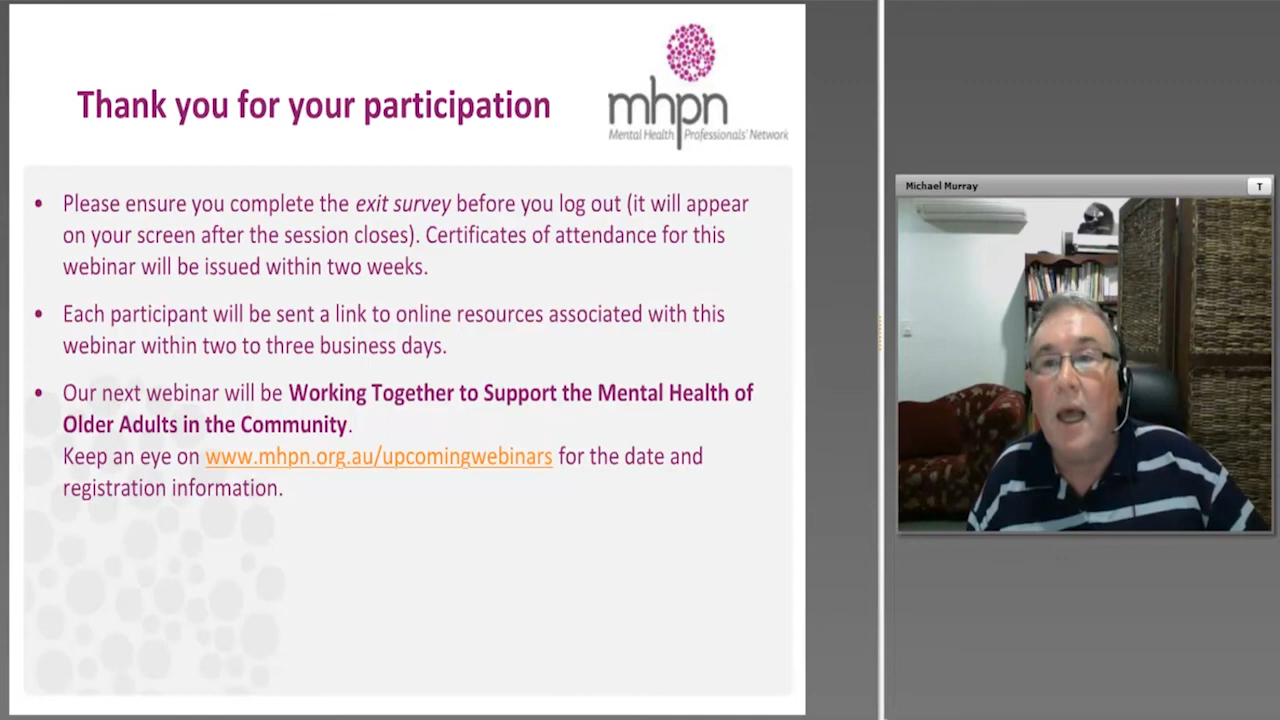 Thank you for your participation
mhpn
Mental Health Professionals' Network
• Please ensure you complete the exit survey before you log out (it will appear
on your screen after the session closes). Certificates of attendance for this
webinar will be issued within two weeks.
• Each participant will be sent a link to online resources associated with this
webinar within two to three business days.
• Our next webinar will be Working Together to Support the Mental Health of
Older Adults in the Community.
Keep an eye on www.mhpn.org.au/upcomingwebinars for the date and
registration information.
Michael Murray
T